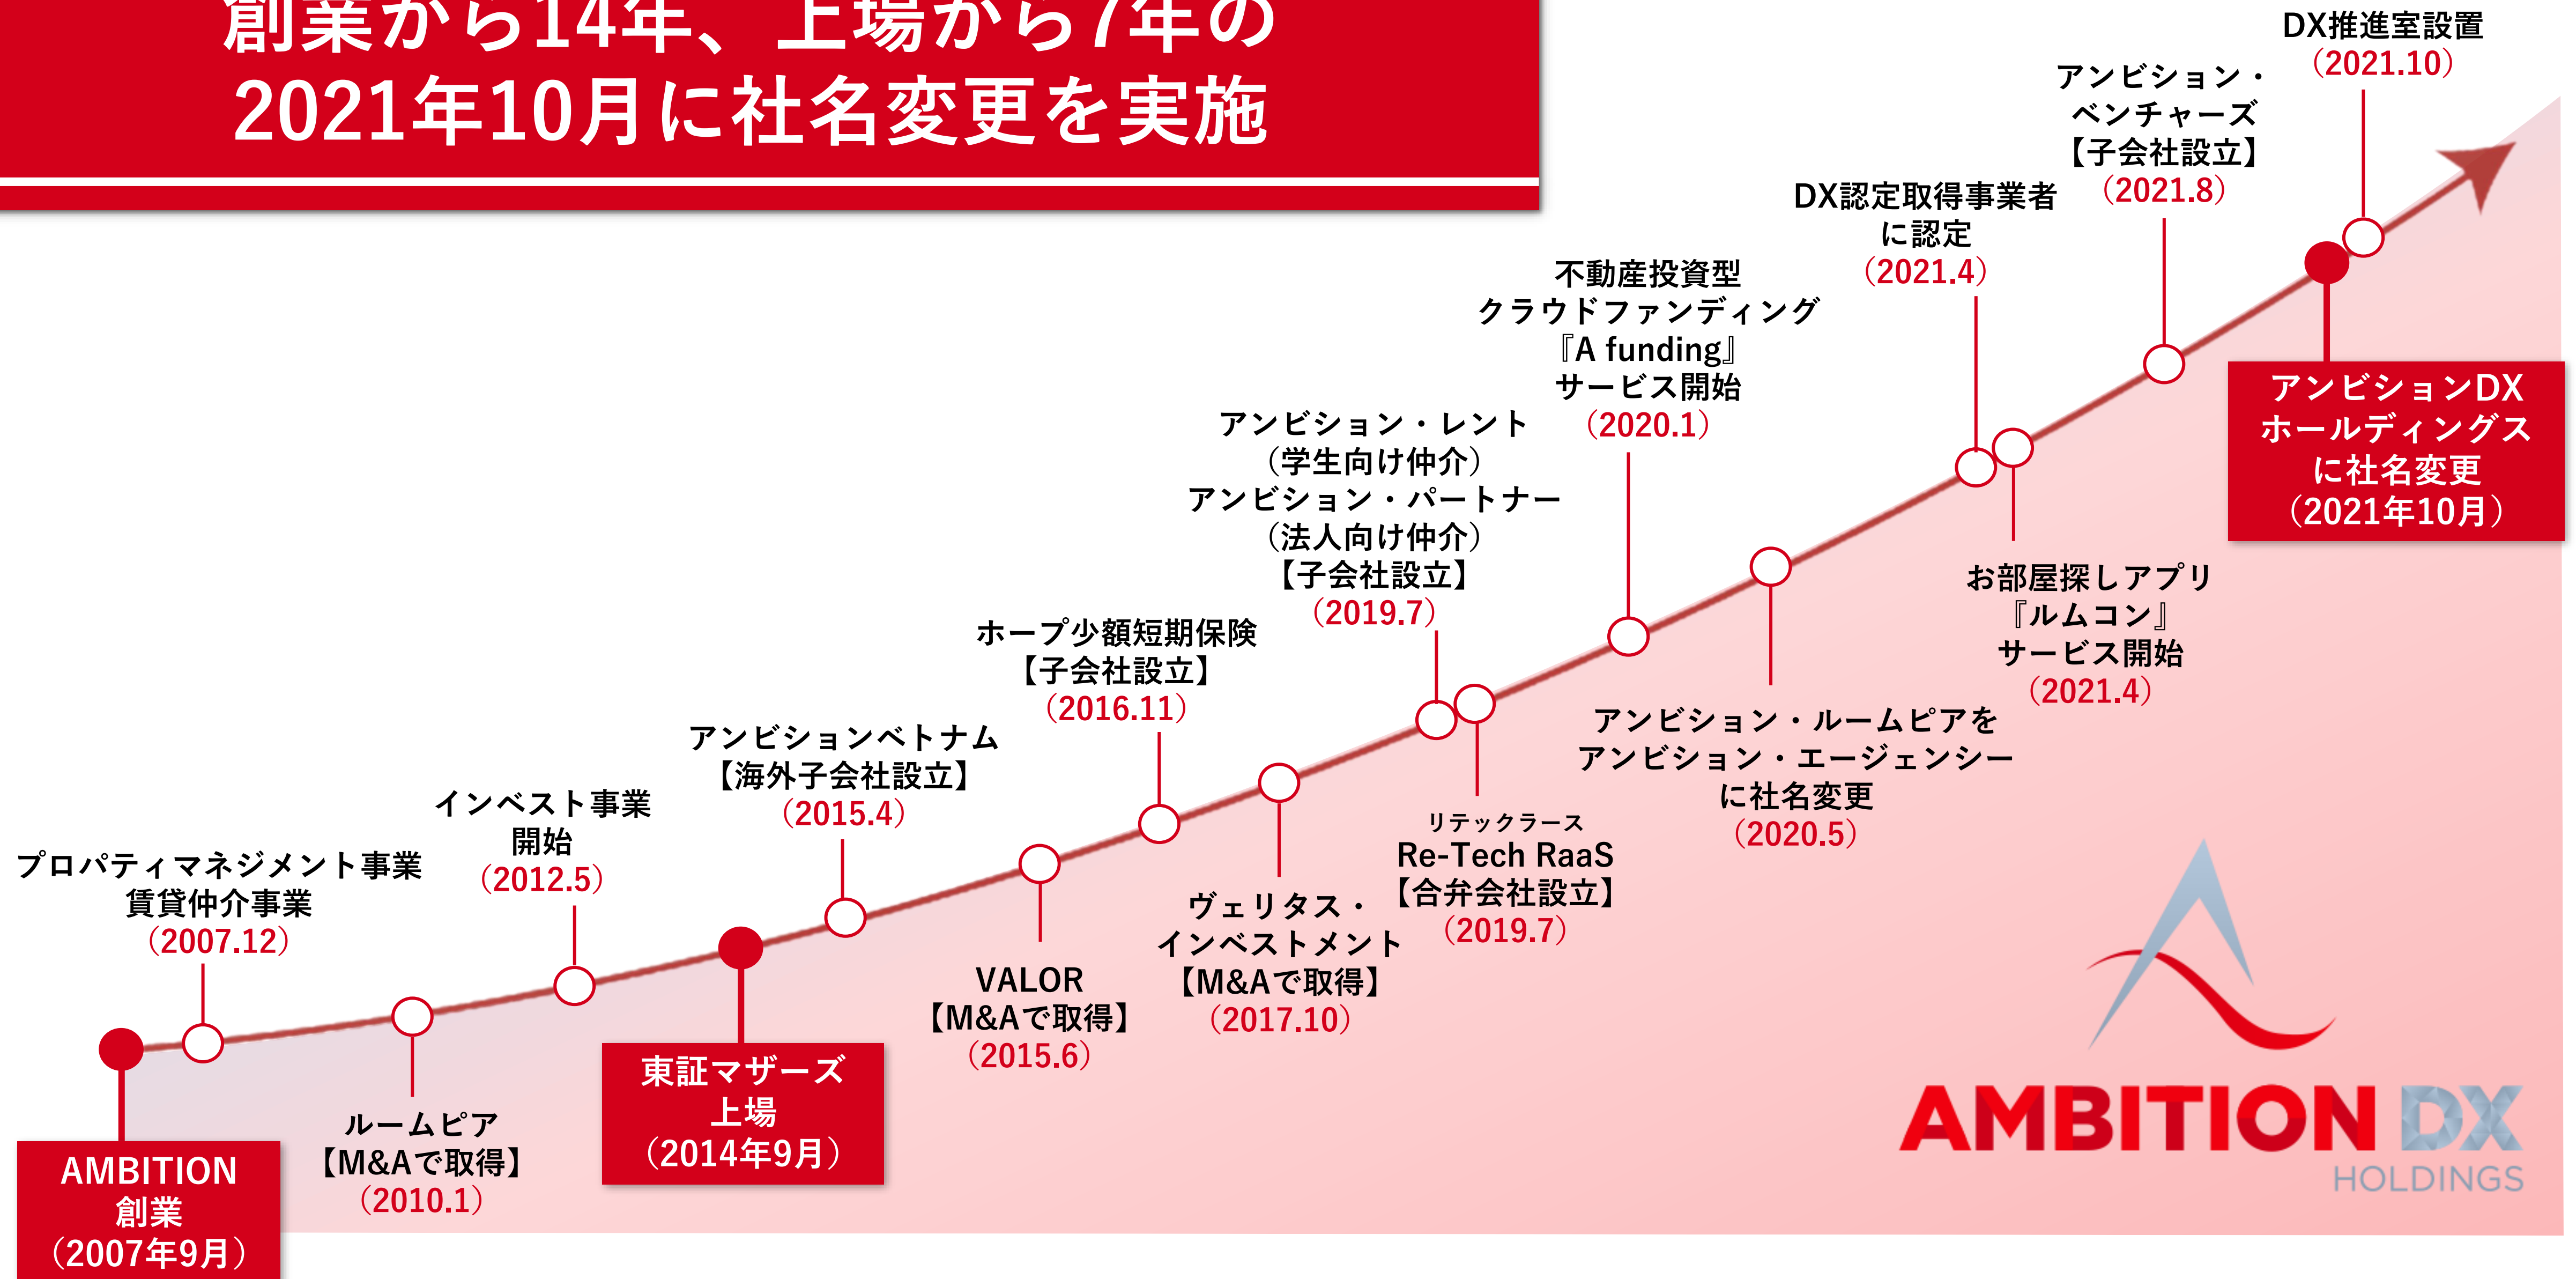 創業から14年、上場から7年の
2021年10月に社名変更を実施
AMBITION
創業
（2007年9月）
プロパティマネジメント事業
賃貸仲介事業
（2007.12）
ルームピア
【M&Aで取得】
（2010.1）
インベスト事業
開始
（2012.5）
東証マザーズ
上場
（2014年9月）
アンビションベトナム
【海外子会社設立】
（2015.4）
VALOR
【M&Aで取得】
（2015.6）
ホープ少額短期保険
【子会社設立】
（2016.11）
ヴェリタス・
インベストメント
【M&Aで取得】
（2017.10）
アンビション・レント
（学生向け仲介）
アンビション・パートナー
（法人向け仲介）
【子会社設立】
（2019.7）
リテックラース
Re-Tech RaaS
【合弁会社設立】
（2019.7）
不動産投資型
クラウドファンディング
『A funding』
サービス開始
（2020.1）
アンビション・ルームピアを
アンビション・エージェンシー
に社名変更
（2020.5）
DX認定取得事業者
に認定
（2021.4）
お部屋探しアプリ
『ルムコン』
サービス開始
（2021.4）
アンビション・
ベンチャーズ
【子会社設立】
（2021.8）
アンビションDX
ホールディングス
に社名変更
（2021年10月）
DX推進室設置
（2021.10）
AMBITION DX
HOLDINGS